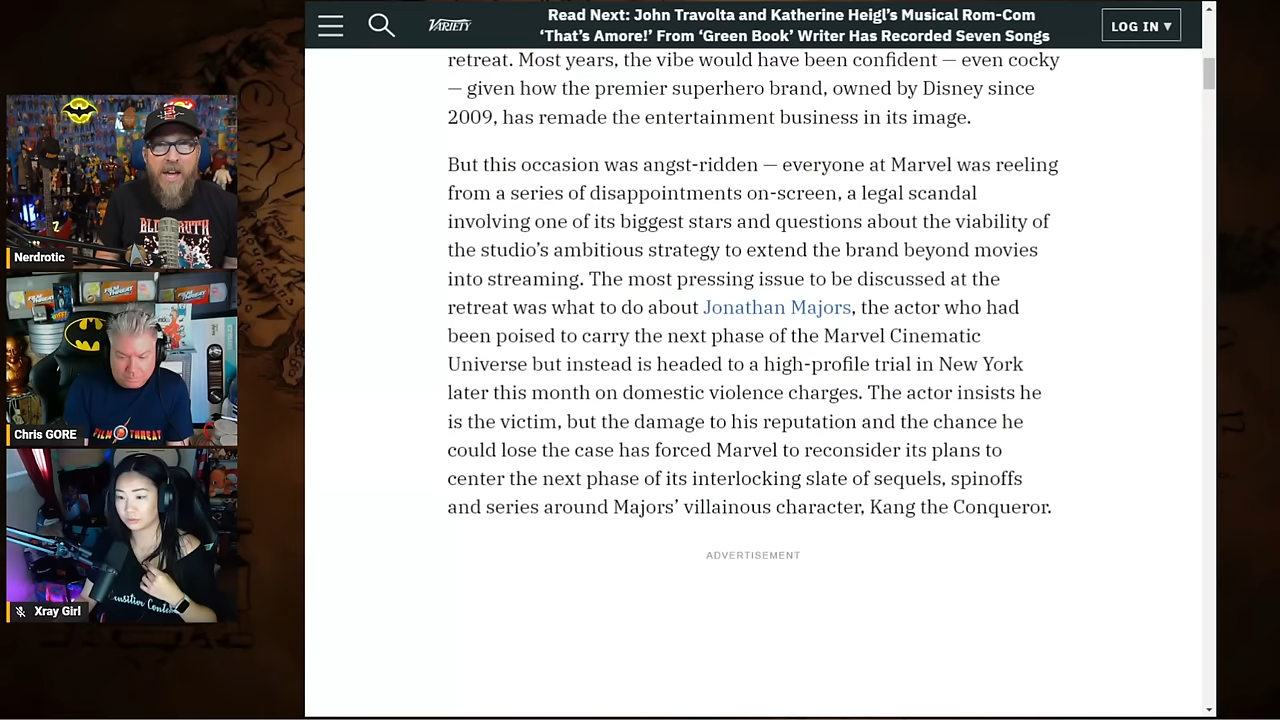 Read Next: John Travolta and Katherine Heigl’s Musical Rom-Com
‘That’s Amore!’ From ‘Green Book’ Writer Has Recorded Seven Songs
VARIETY
LOG IN ▾
retreat. Most years, the vibe would have been confident — even cocky
— given how the premier superhero brand, owned by Disney since
2009, has remade the entertainment business in its image.
But this occasion was angst-ridden — everyone at Marvel was reeling
from a series of disappointments on-screen, a legal scandal
involving one of its biggest stars and questions about the viability of
the studio’s ambitious strategy to extend the brand beyond movies
into streaming. The most pressing issue to be discussed at the
retreat was what to do about Jonathan Majors, the actor who had
been poised to carry the next phase of the Marvel Cinematic
Universe but instead is headed to a high-profile trial in New York
later this month on domestic violence charges. The actor insists he
is the victim, but the damage to his reputation and the chance he
could lose the case has forced Marvel to reconsider its plans to
center the next phase of its interlocking slate of sequels, spinoffs
and series around Majors’ villainous character, Kang the Conqueror.
ADVERTISEMENT
Nerdrotic
FILM THREAT
Chris GORE
Xray Girl